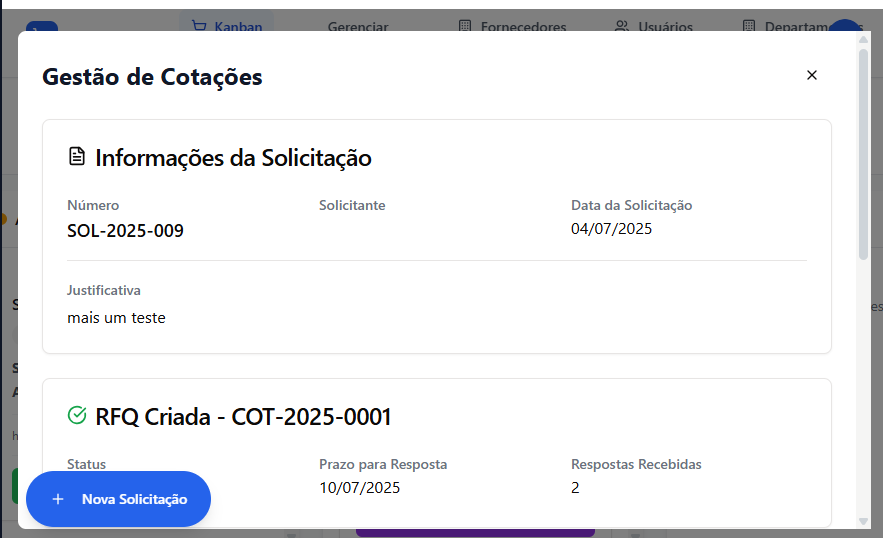 Kanban Gerenciar Fornecedores Usuários
Gestão de Cotações
Informações da Solicitação
Número Solicitante Data da Solicitação
SOL-2025-009 04/07/2025
Justificativa
mais um teste
RFQ Criada - COT-2025-0001
Status Prazo para Resposta Respostas Recebidas
10/07/2025 2
+ Nova Solicitação